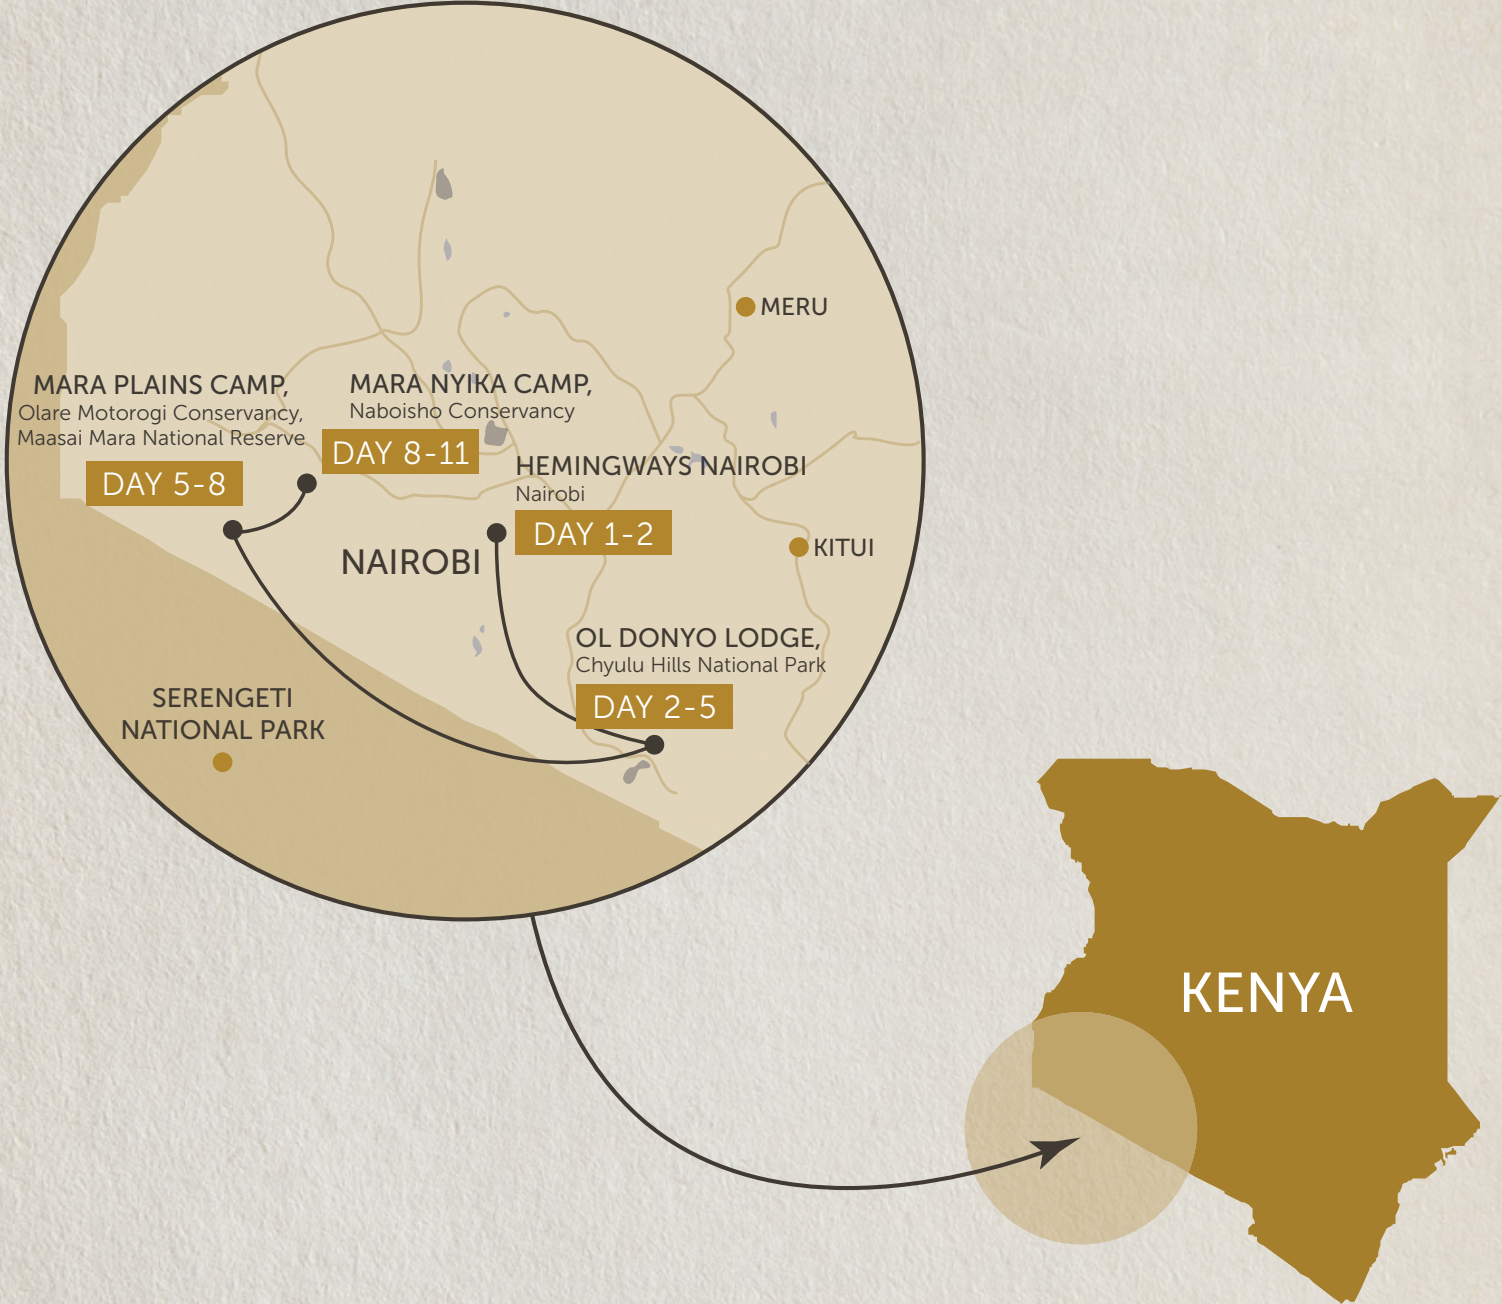 MERU
MARA PLAINS CAMP,
Olare Motorogi Conservancy,
Maasai Mara National Reserve
DAY 5-8
MARA NYIKA CAMP,
Naboisho Conservancy
DAY 8-11
HEMINGWAYS NAIROBI
Nairobi
DAY 1-2
NAIROBI
KITUI
OL DONYO LODGE,
Chyulu Hills National Park
DAY 2-5
SERENGETI
NATIONAL PARK
KENYA